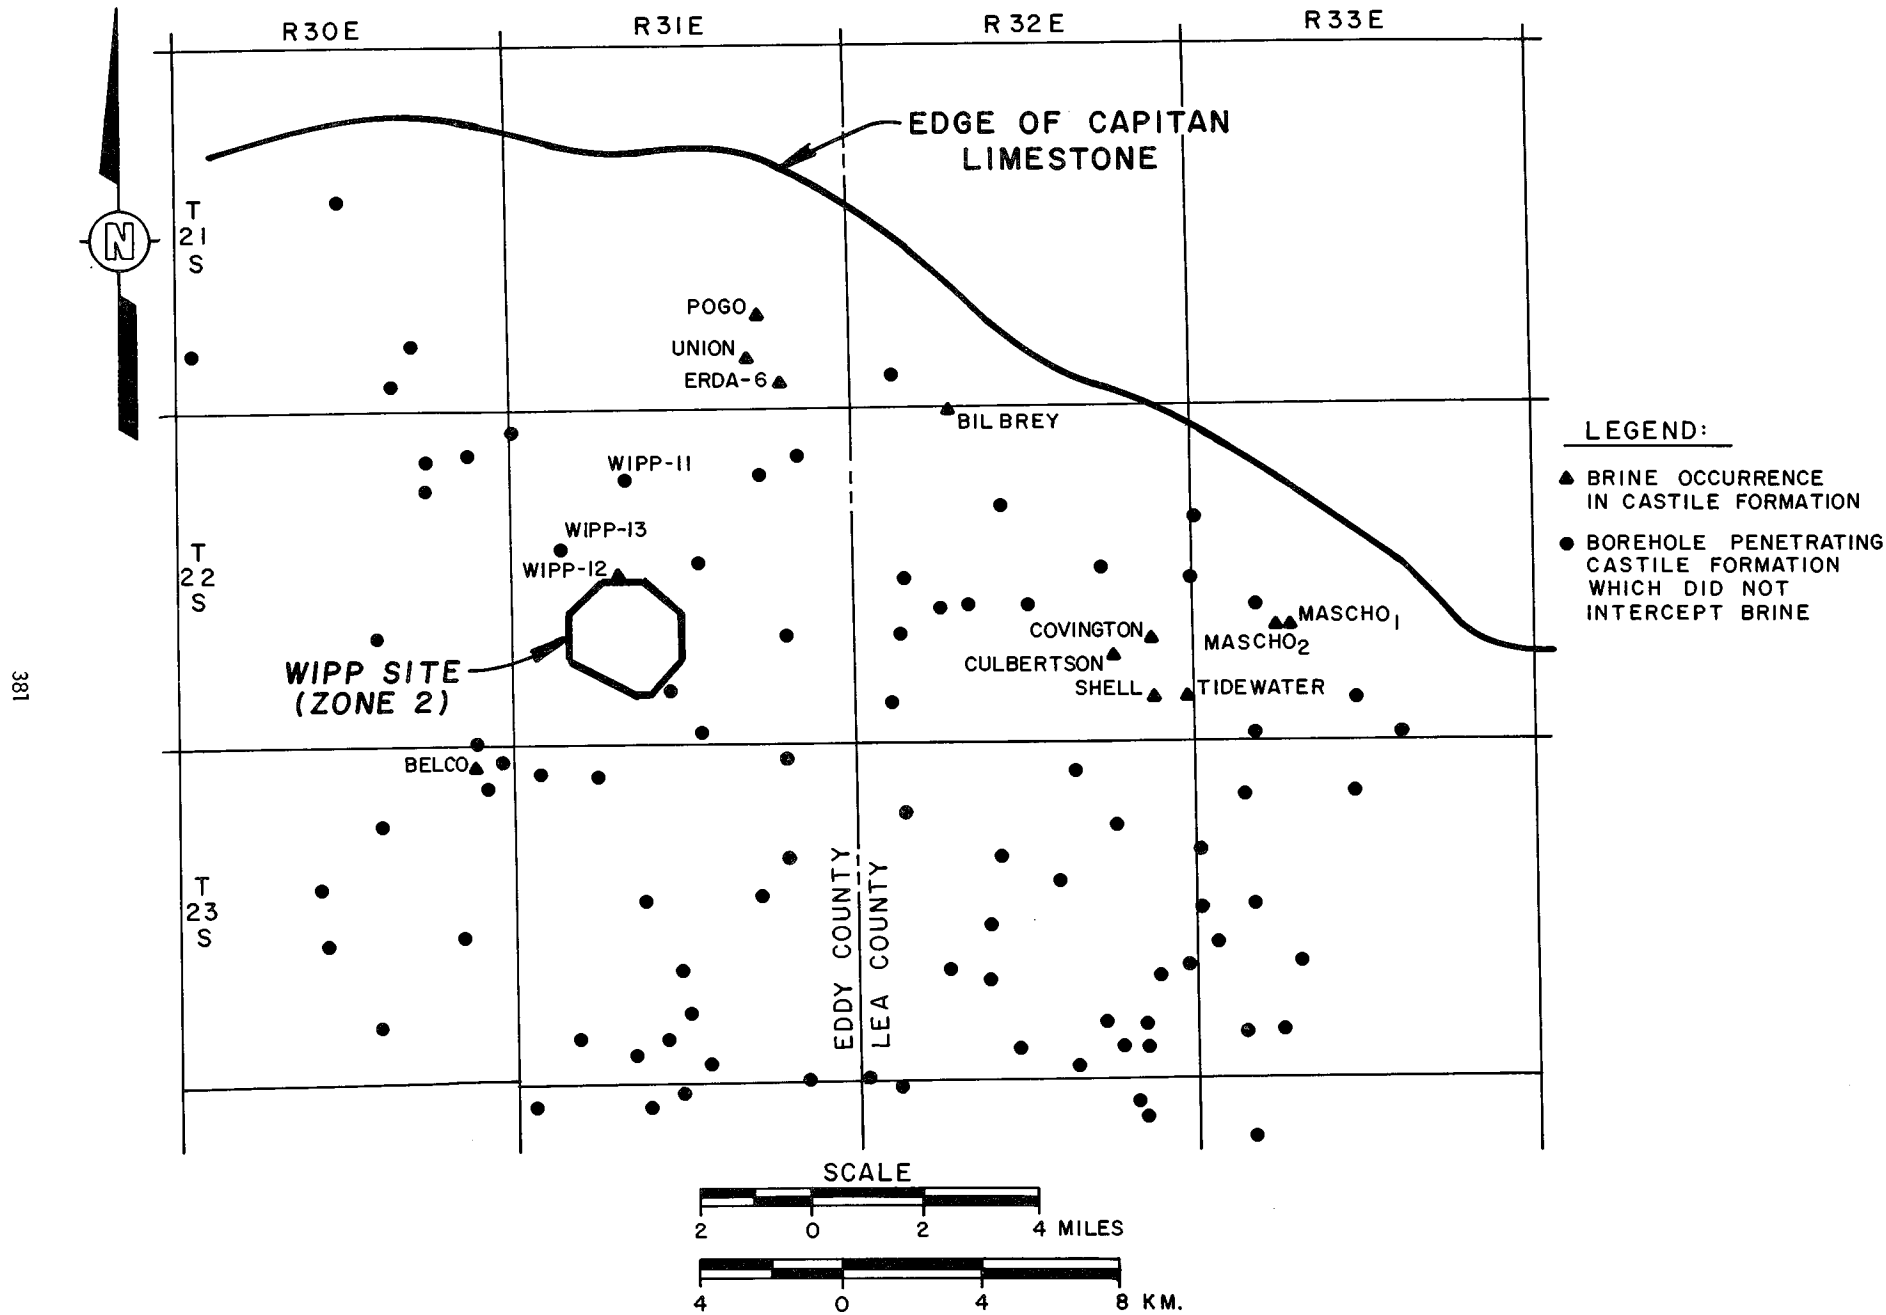 R30E
R31E
R32E
R33E
EDGE OF CAPITAN
LIMESTONE
T
21
S
N
POGO
UNION
ERDA-6
BILBREY
LEGEND:
BRINE OCCURRENCE
IN CASTILE FORMATION
BOREHOLE PENETRATING
CASTILE FORMATION
WHICH DID NOT
INTERCEPT BRINE
WIPP-11
WIPP-13
WIPP-12
T
22
S
MASCHO1
MASCHO2
COVINGTON
CULBERTSON
SHELL
TIDEWATER
WIPP SITE
(ZONE 2)
381
BELCO
T
23
S
EDDY COUNTY
LEA COUNTY
SCALE
2 0 2 4 MILES
4 0 4 8 KM.